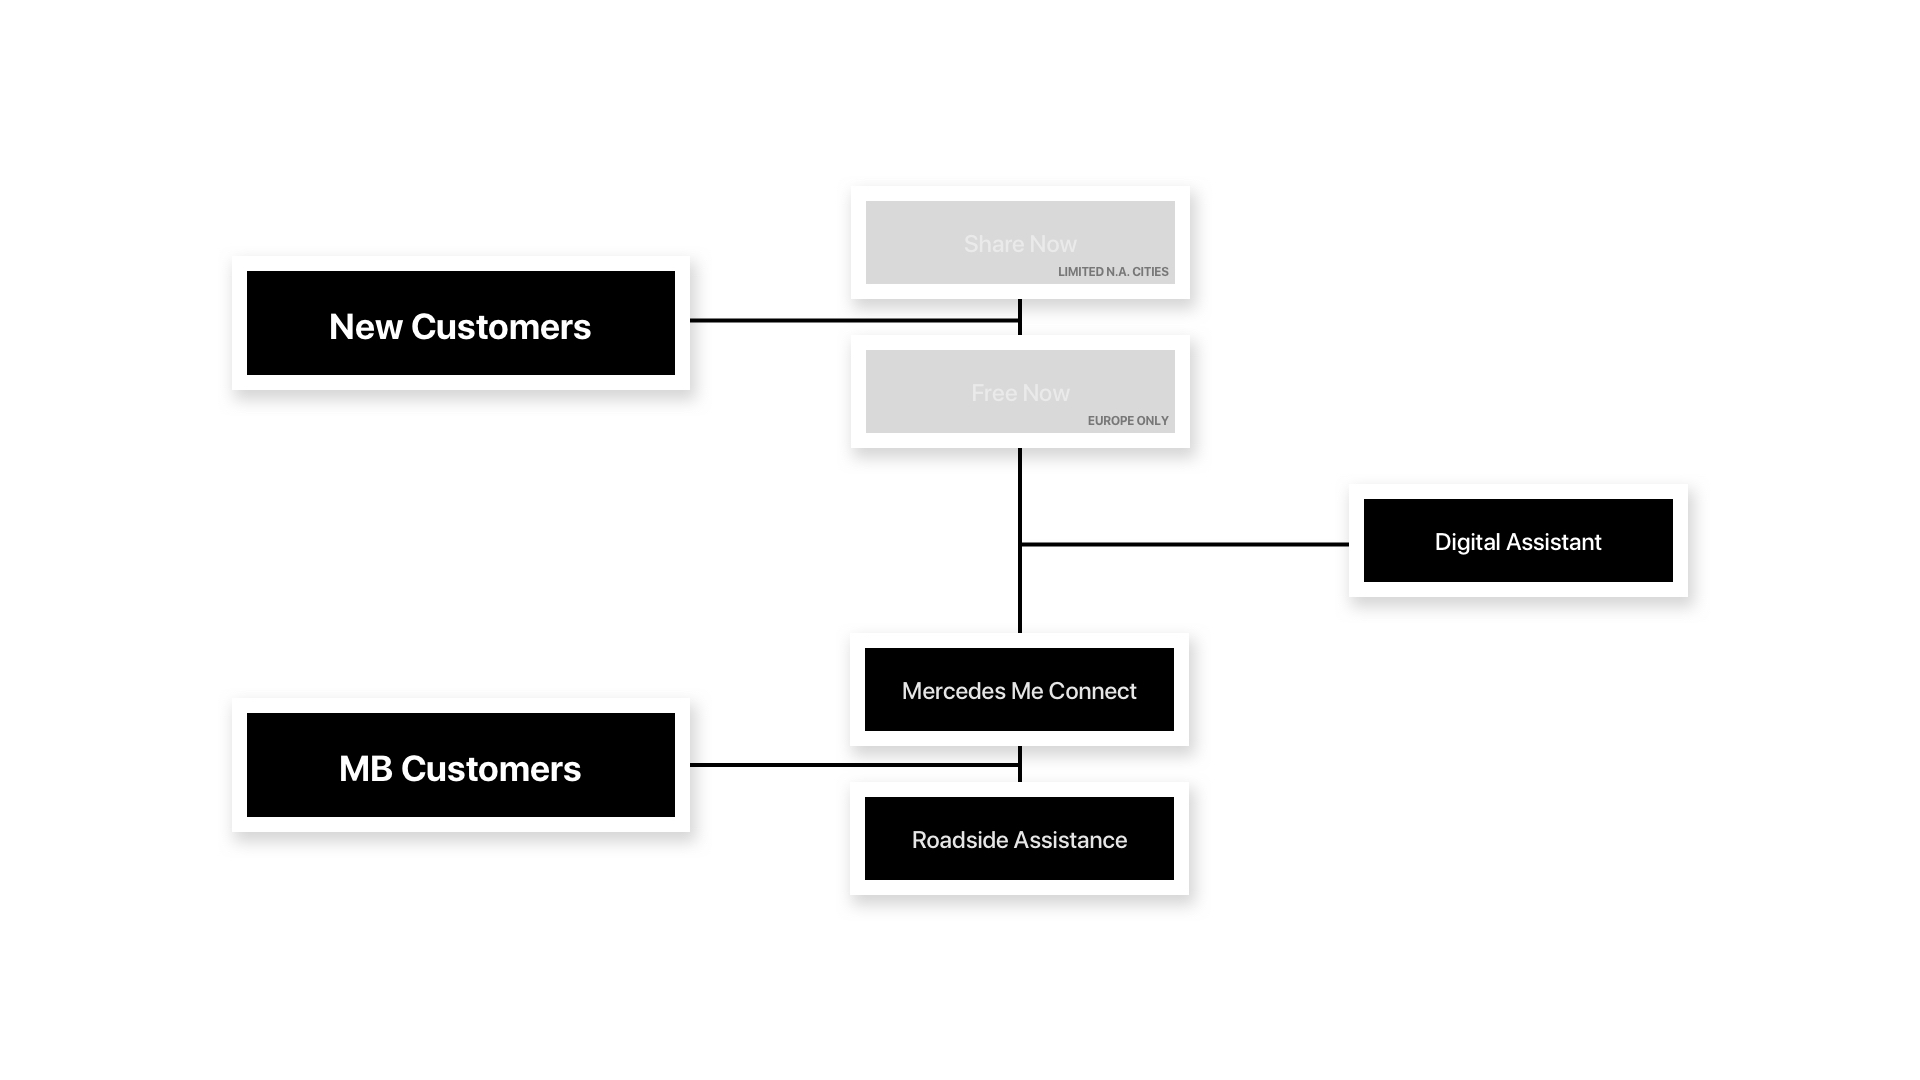 Share Now
LIMITED N.A. CITIES
New Customers
Free Now
EUROPE ONLY
Digital Assistant
Mercedes Me Connect
MB Customers
Roadside Assistance